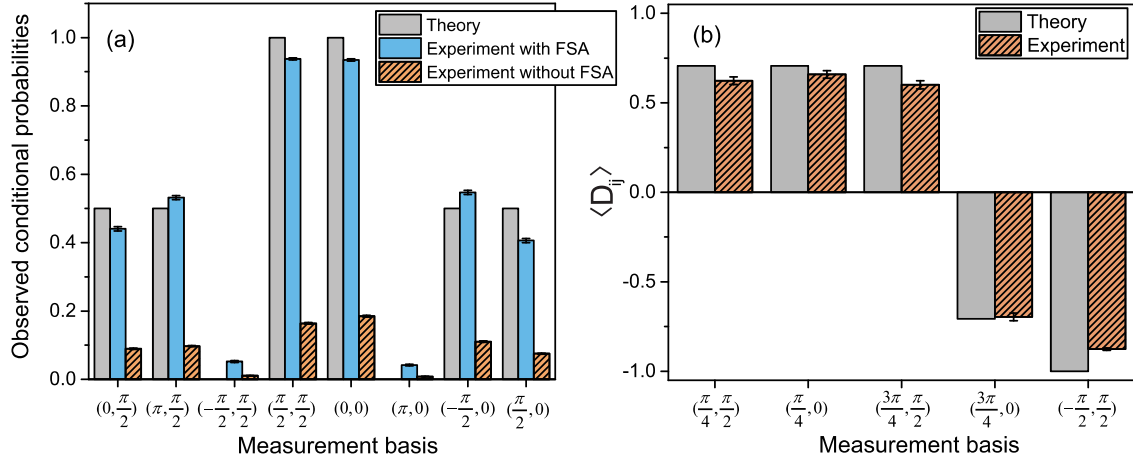 (a)
Theory
Experiment with FSA
Experiment without FSA
Observed conditional probabilities
1.0
0.8
0.6
0.4
0.2
0.0
(0, π/2) (π, π/2) (-π/2, π/2) (π/2, π/2) (0,0) (π,0) (-π/2, 0) (π/2, 0)
Measurement basis
(b)
Theory
Experiment
⟨D_ij⟩
1.0
0.5
0.0
-0.5
-1.0
(π/4, π/2) (π/4, 0) (3π/4, π/2) (3π/4, 0) (-π/2, π/2)
Measurement basis